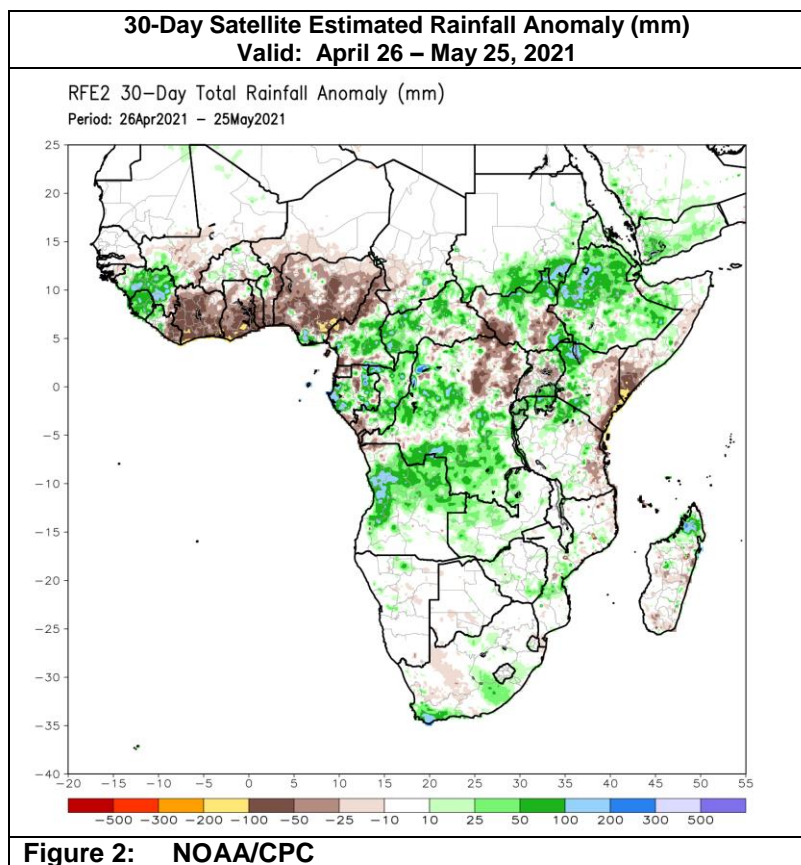 30-Day Satellite Estimated Rainfall Anomaly (mm)
Valid: April 26 – May 25, 2021
RFE2 30-Day Total Rainfall Anomaly (mm)
Period: 26Apr2021 – 25May2021
25
20
15
10
5
0
−5
−10
−15
−20
−25
−30
−35
−40
−20 −15 −10 −5 0 5 10 15 20 25 30 35 40 45 50 55
−500 −300 −200 −100 −50 −25 −10 10 25 50 100 200 300 500
Figure 2: NOAA/CPC